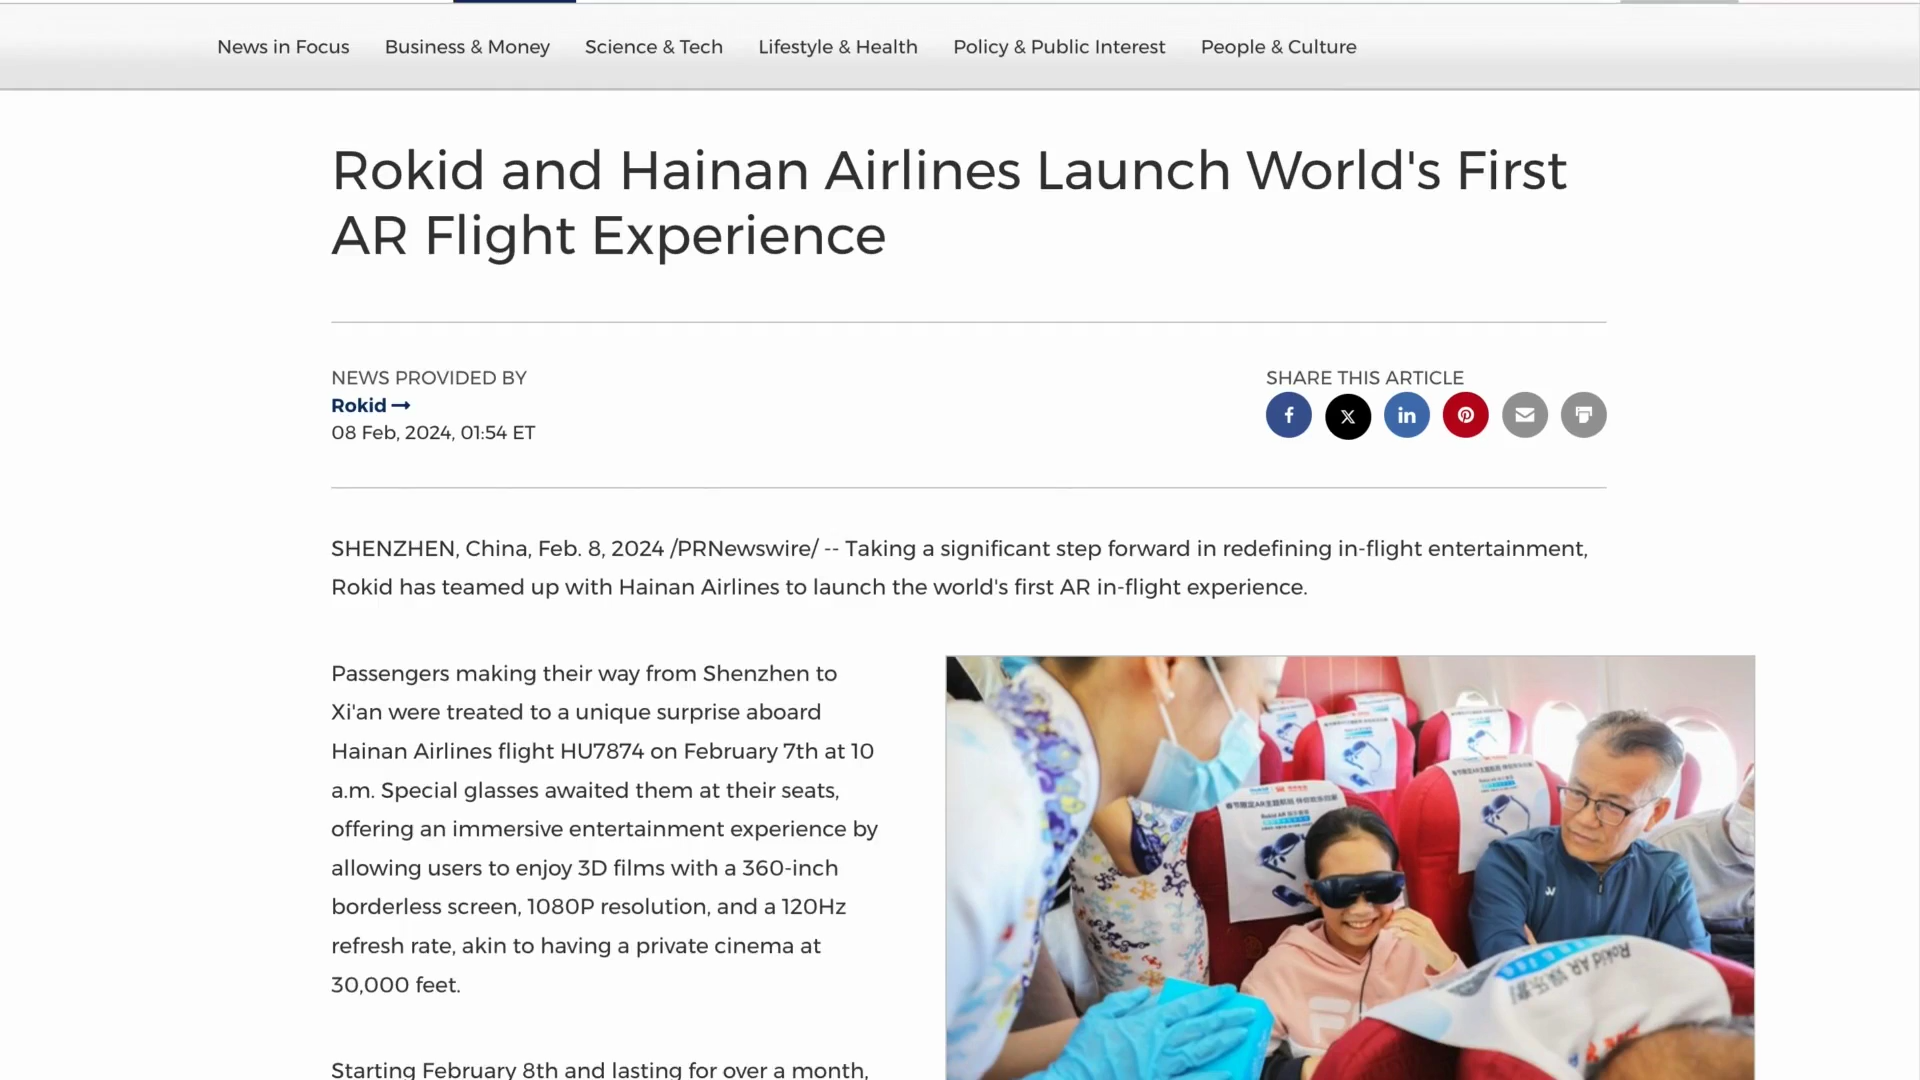 News in Focus Business & Money Science & Tech Lifestyle & Health Policy & Public Interest People & Culture
Rokid and Hainan Airlines Launch World's First
AR Flight Experience
NEWS PROVIDED BY
Rokid
08 Feb, 2024, 01:54 ET
SHARE THIS ARTICLE
SHENZHEN, China, Feb. 8, 2024 /PRNewswire/ -- Taking a significant step forward in redefining in-flight entertainment,
Rokid has teamed up with Hainan Airlines to launch the world's first AR in-flight experience.
Passengers making their way from Shenzhen to
Xi'an were treated to a unique surprise aboard
Hainan Airlines flight HU7874 on February 7th at 10
a.m. Special glasses awaited them at their seats,
offering an immersive entertainment experience by
allowing users to enjoy 3D films with a 360-inch
borderless screen, 1080P resolution, and a 120Hz
refresh rate, akin to having a private cinema at
30,000 feet.
Starting February 8th and lasting for over a month,
Rokid AR
FILA